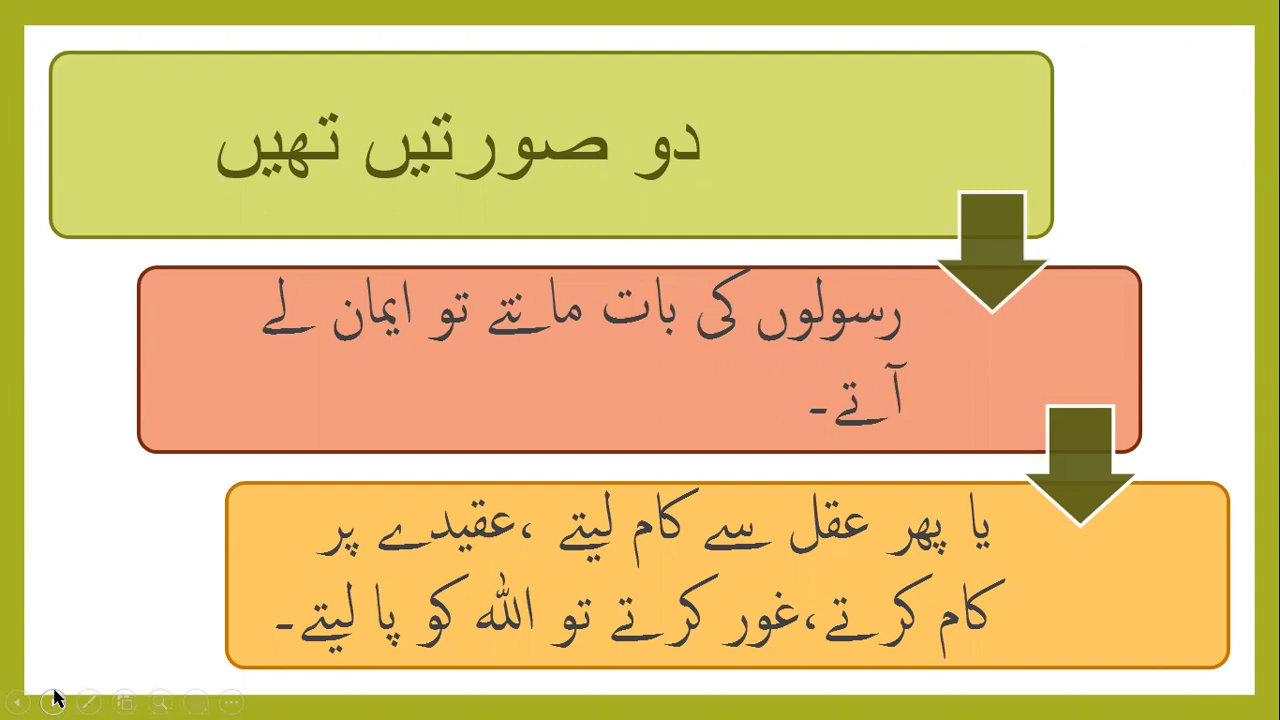 دو صورتیں تھیں
رسولوں کی بات مانتے تو ایمان لے
آتے۔
یا پھر عقل سے کام لیتے ،عقیدے پر
کام کرتے،غور کرتے تو اللہ کو پا لیتے۔